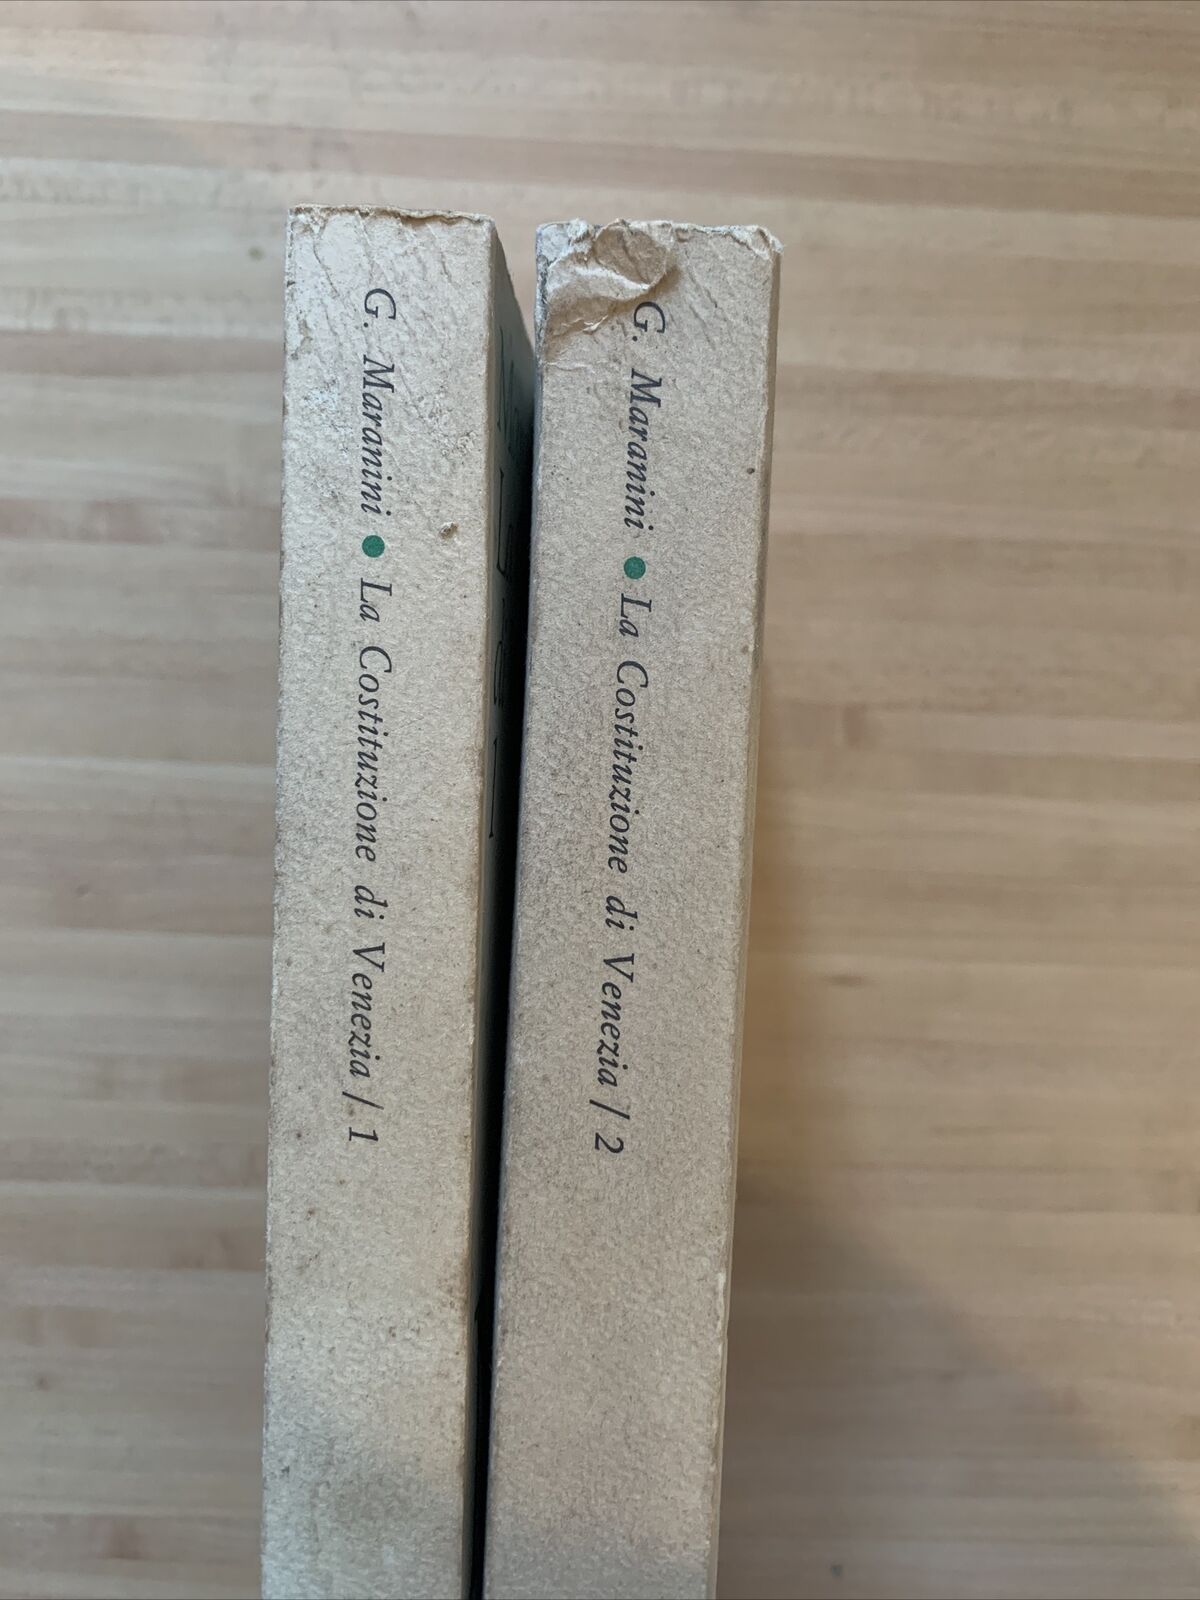 G. Maranini • La Costituzione di Venezia / 1
G. Maranini • La Costituzione di Venezia / 2